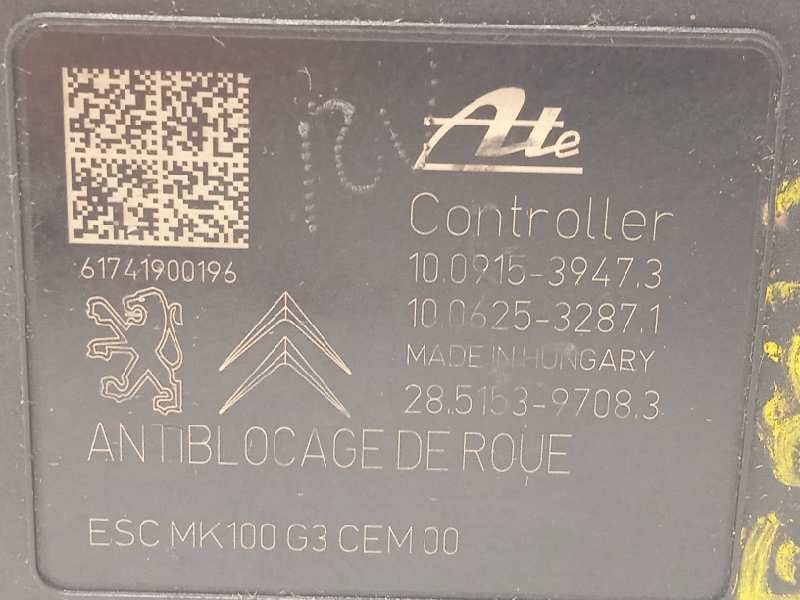 Ate
61741900196
Controller
10.0915-3947.3
10.0625-3287.1
MADE IN HUNGARY
28.5153-9708.3
ANTIBLOCAGE DE ROUE
ESC MK100 G3 CEM 00